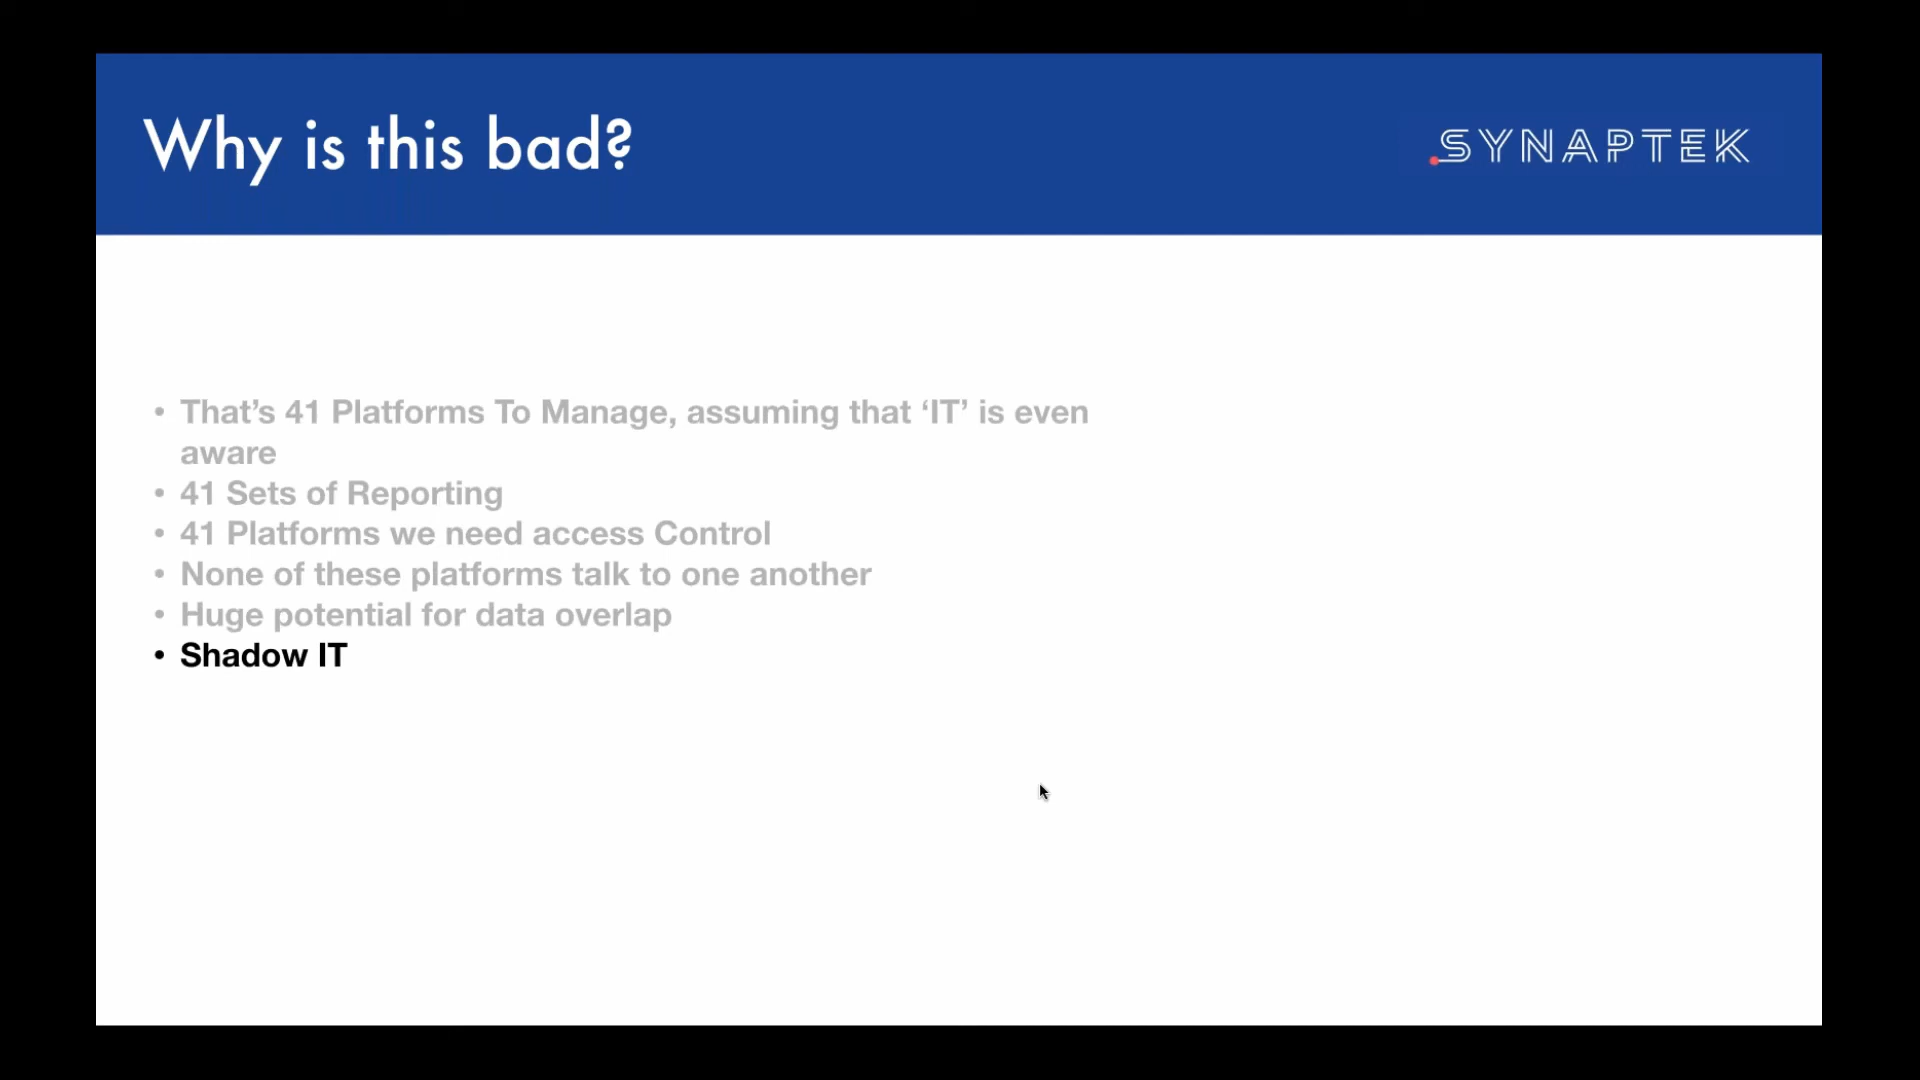 Why is this bad?
SYNAPTEK
• That’s 41 Platforms To Manage, assuming that ‘IT’ is even
aware
• 41 Sets of Reporting
• 41 Platforms we need access Control
• None of these platforms talk to one another
• Huge potential for data overlap
• Shadow IT